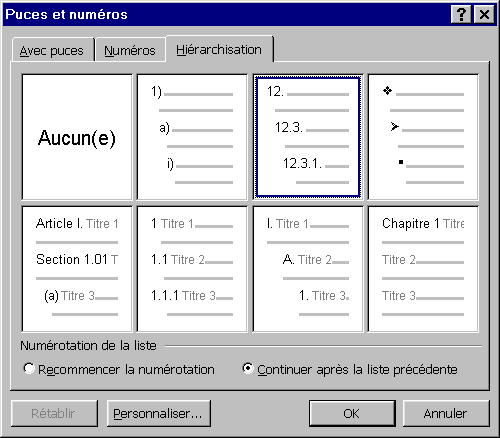 Puces et numéros
Avec puces
Numéros
Hiérarchisation
Aucun(e)
1)
a)
i)
12.
12.3.
12.3.1.
Article I. Titre 1
Section 1.01 T
(a) Titre 3
1 Titre 1
1.1 Titre 2
1.1.1 Titre 3
I. Titre 1
A. Titre 2
1. Titre 3
Chapitre 1 Titre
Titre 2
Titre 3
Numérotation de la liste
Recommencer la numérotation
Continuer après la liste précédente
Rétablir
Personnaliser...
OK
Annuler